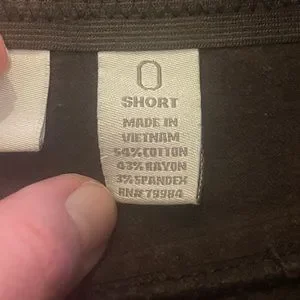 0
SHORT
MADE IN
VIETNAM
54% COTTON
43% RAYON
3% SPANDEX
RN# 79984